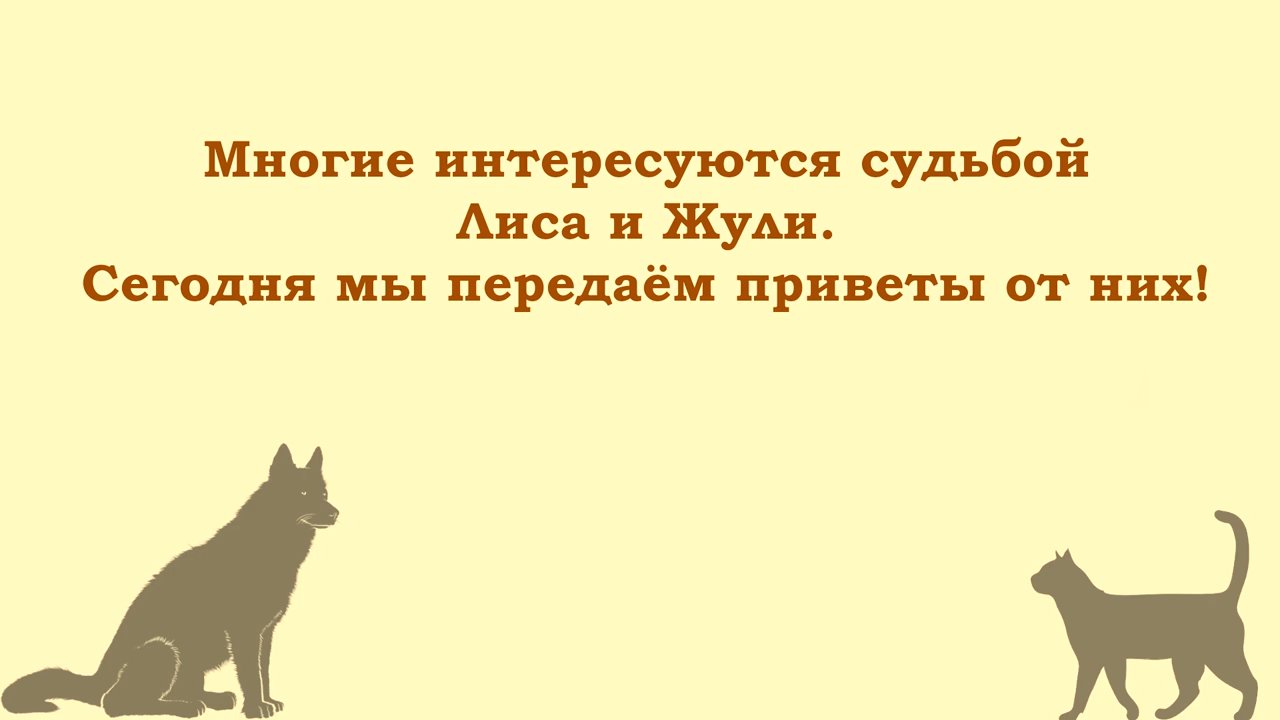 Многие интересуются судьбой
Лиса и Жули.
Сегодня мы передаём приветы от них!